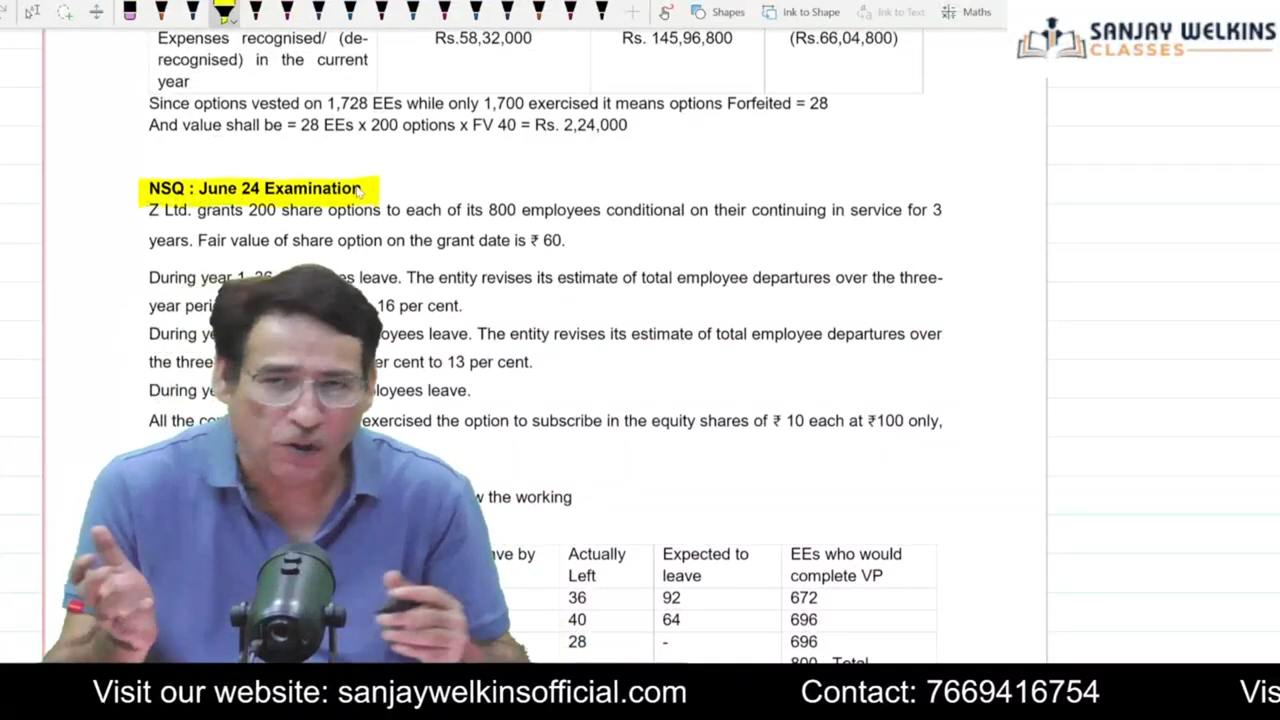 Shapes
Ink to Shape
Ink to Text
Maths
SANJAY WELKINS
CLASSES
Expenses recognised/ (de-
recognised) in the current
year
Rs.58,32,000
Rs. 145,96,800
(Rs.66,04,800)
Since options vested on 1,728 EEs while only 1,700 exercised it means options Forfeited = 28
And value shall be = 28 EEs x 200 options x FV 40 = Rs. 2,24,000
NSQ : June 24 Examination
Z Ltd. grants 200 share options to each of its 800 employees conditional on their continuing in service for 3
years. Fair value of share option on the grant date is ₹ 60.
During year 1, 36 leave. The entity revises its estimate of total employee departures over the three-
year 16 per cent.
During leave. The entity revises its estimate of total employee departures over
the three cent to 13 per cent.
During leave.
All the exercised the option to subscribe in the equity shares of ₹ 10 each at ₹100 only,
the working
by
Actually
Left
Expected to
leave
EEs who would
complete VP
36 92 672
40 64 696
28 - 696
800 Total
Visit our website: sanjaywelkinsofficial.com
Contact: 7669416754